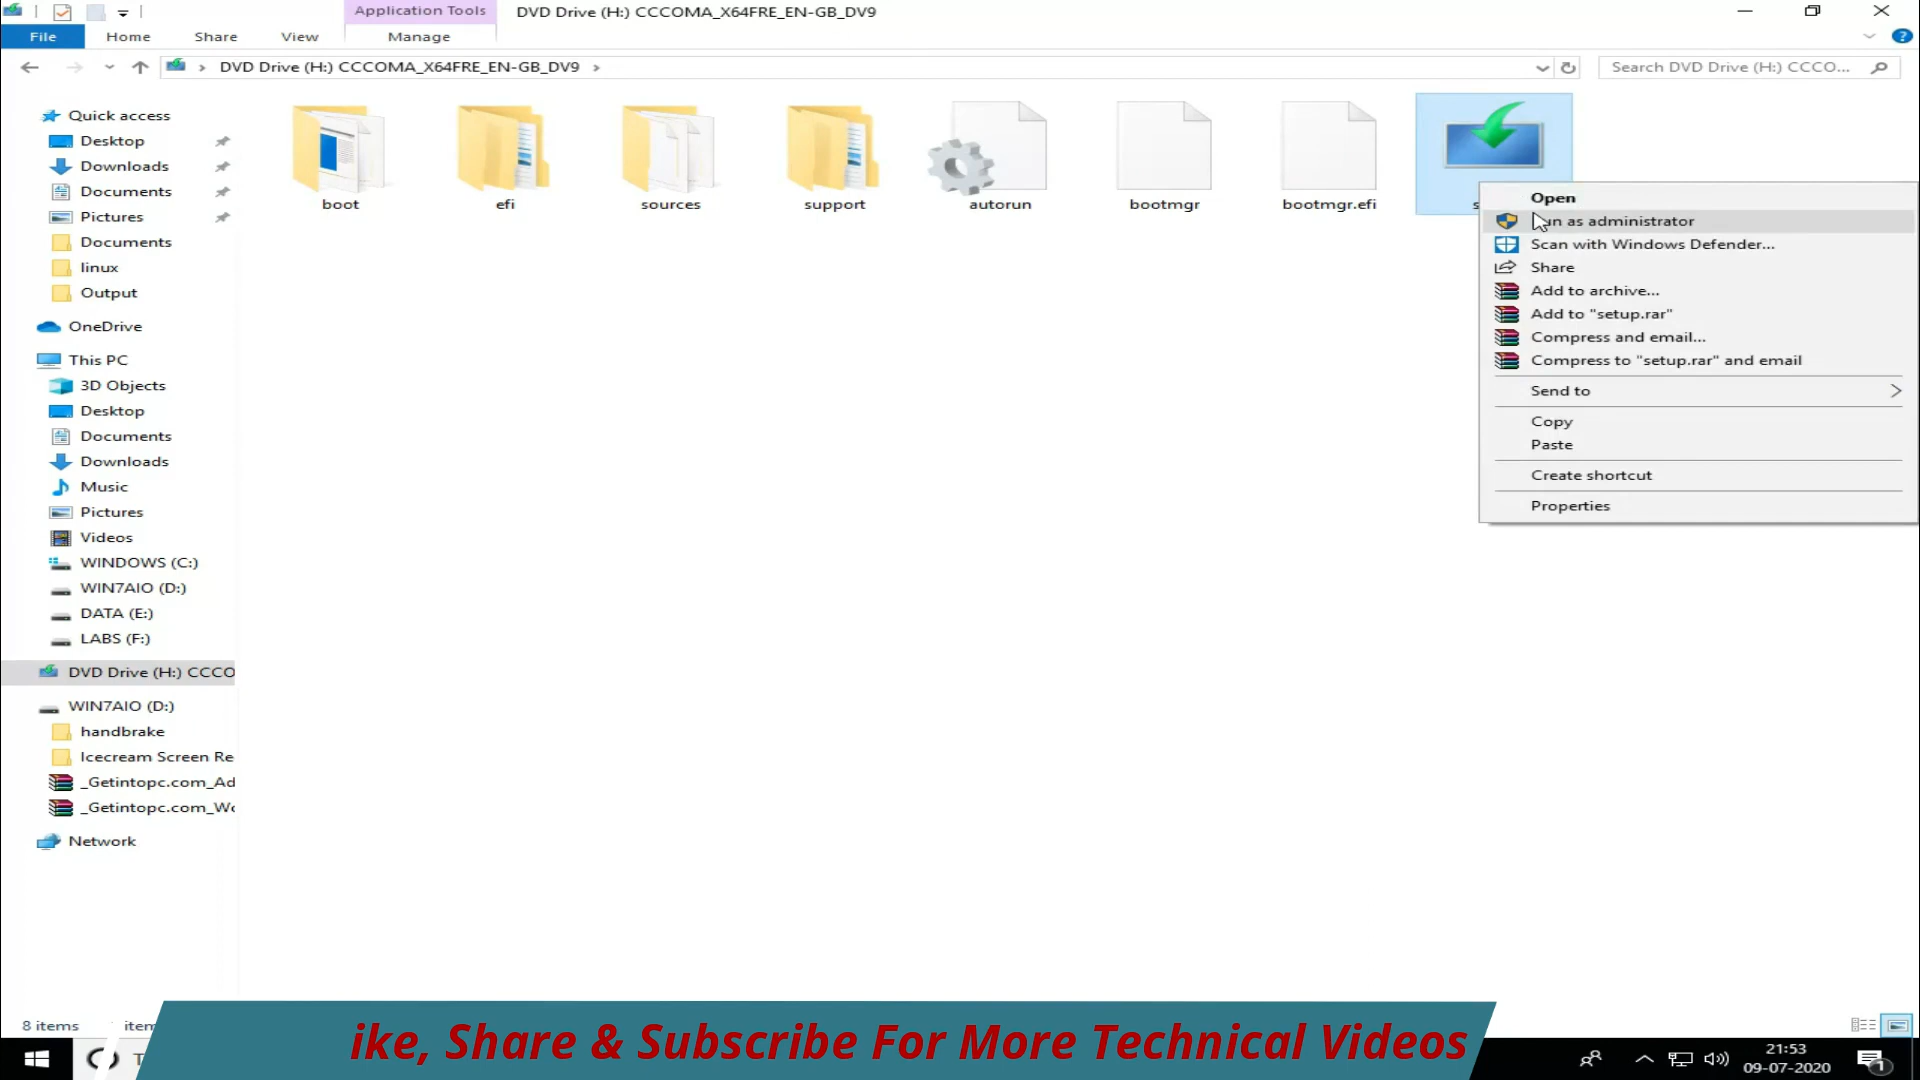 Application Tools
DVD Drive (H:) CCCOMA_X64FRE_EN-GB_DV9
File
Home
Share
View
Manage
DVD Drive (H:) CCCOMA_X64FRE_EN-GB_DV9
Search DVD Drive (H:) CCCO...
Quick access
Desktop
Downloads
Documents
Pictures
Documents
linux
Output
OneDrive
This PC
3D Objects
Desktop
Documents
Downloads
Music
Pictures
Videos
WINDOWS (C:)
WIN7AIO (D:)
DATA (E:)
LABS (F:)
DVD Drive (H:) CCCO
WIN7AIO (D:)
handbrake
Icecream Screen Re
_Getintopc.com_Ad
_Getintopc.com_Wo
Network
boot
efi
sources
support
autorun
bootmgr
bootmgr.efi
Open
as administrator
Scan with Windows Defender...
Share
Add to archive...
Add to "setup.rar"
Compress and email...
Compress to "setup.rar" and email
Send to
Copy
Paste
Create shortcut
Properties
8 items
ike, Share & Subscribe For More Technical Videos
21:53
09-07-2020
1